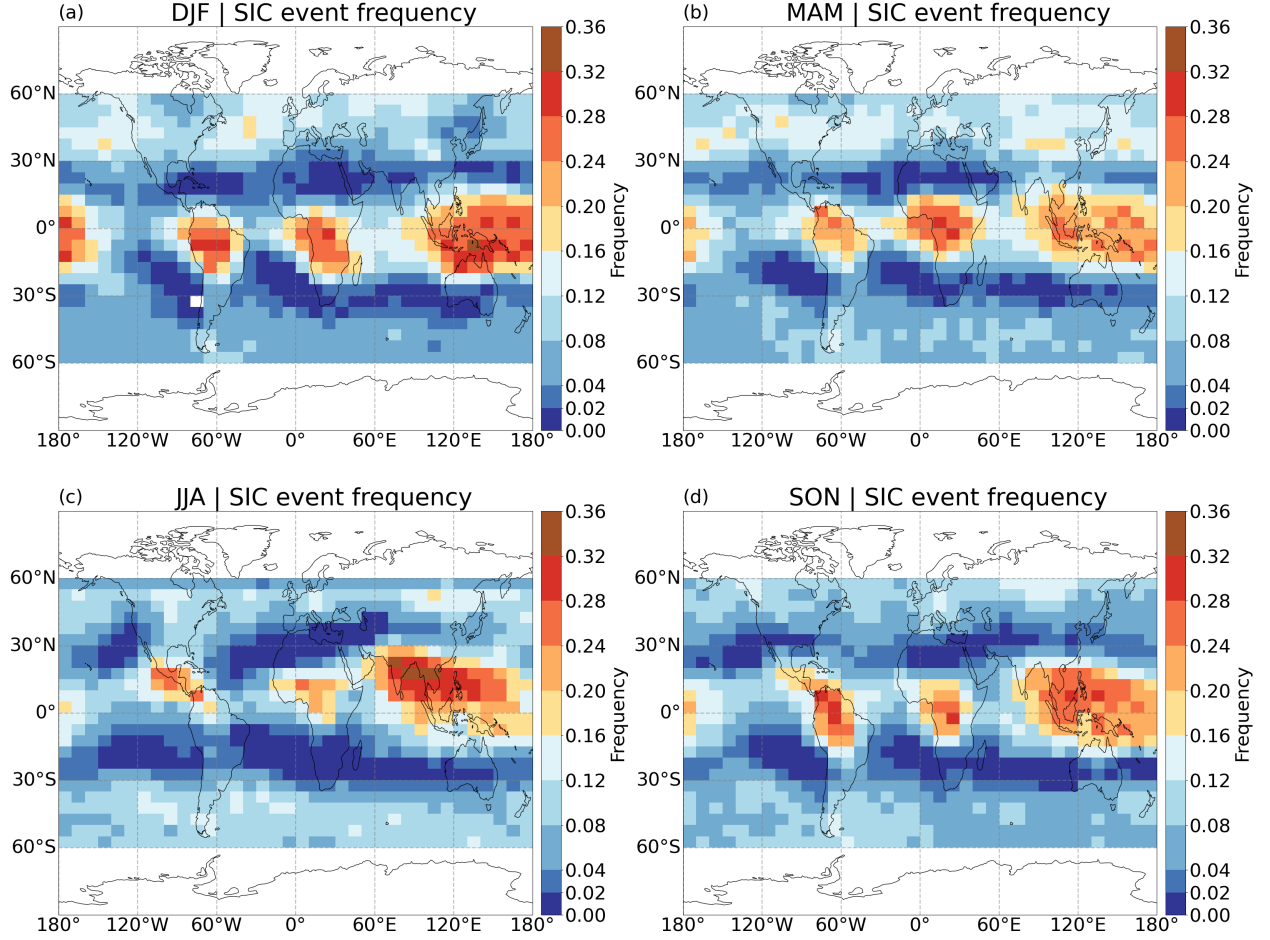 (a) DJF | SIC event frequency
60°N
30°N
0°
30°S
60°S
180° 120°W 60°W 0° 60°E 120°E 180°
0.36
0.32
0.28
0.24
0.20
0.16
0.12
0.08
0.04
0.02
0.00
Frequency
(b) MAM | SIC event frequency
60°N
30°N
0°
30°S
60°S
180° 120°W 60°W 0° 60°E 120°E 180°
0.36
0.32
0.28
0.24
0.20
0.16
0.12
0.08
0.04
0.02
0.00
Frequency
(c) JJA | SIC event frequency
60°N
30°N
0°
30°S
60°S
180° 120°W 60°W 0° 60°E 120°E 180°
0.36
0.32
0.28
0.24
0.20
0.16
0.12
0.08
0.04
0.02
0.00
Frequency
(d) SON | SIC event frequency
60°N
30°N
0°
30°S
60°S
180° 120°W 60°W 0° 60°E 120°E 180°
0.36
0.32
0.28
0.24
0.20
0.16
0.12
0.08
0.04
0.02
0.00
Frequency